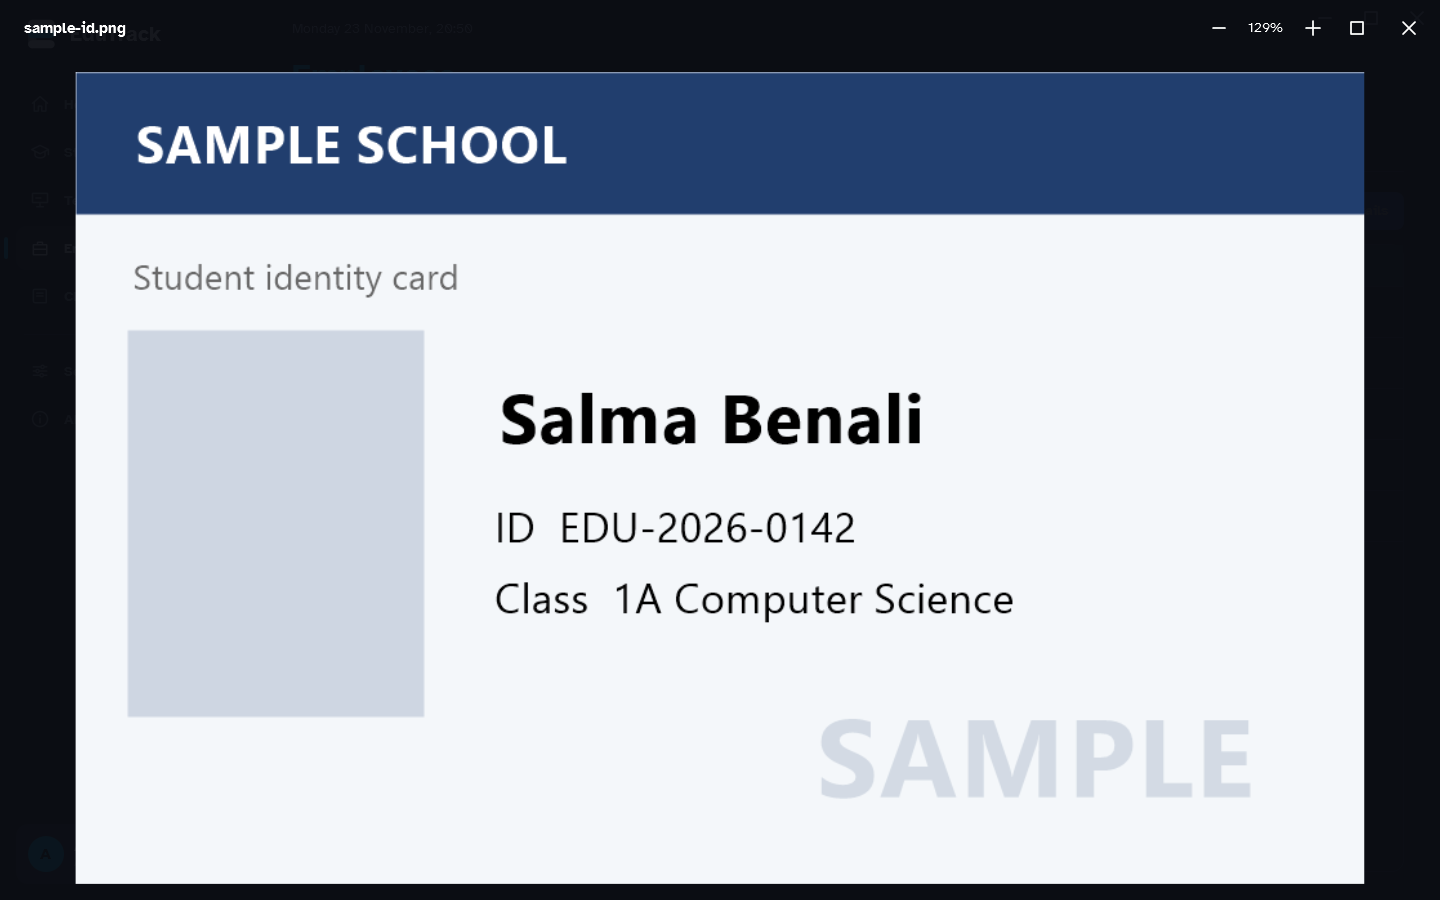 sample-id.png
129%
SAMPLE SCHOOL
Student identity card
Salma Benali
ID EDU-2026-0142
Class 1A Computer Science
SAMPLE